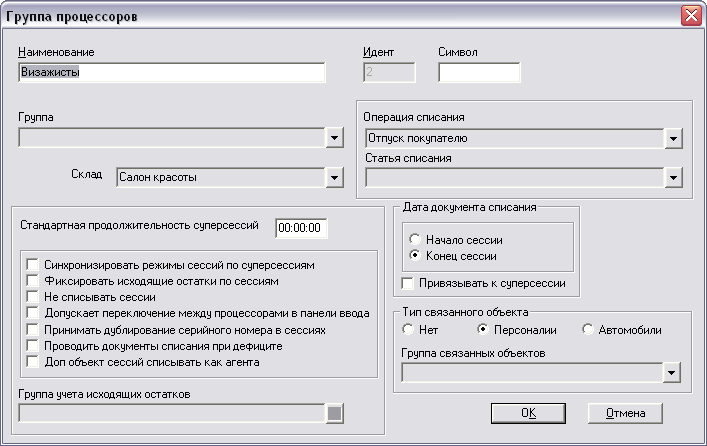 Группа процессоров
Наименование
Идент
Символ
Визажисты
2
Группа
Операция списания
Отпуск покупателю
Статья списания
Склад
Салон красоты
Стандартная продолжительность суперсессий
00:00:00
Синхронизировать режимы сессий по суперсессиям
Фиксировать исходящие остатки по сессиям
Не списывать сессии
Допускает переключение между процессорами в панели ввода
Принимать дублирование серийного номера в сессиях
Проводить документы списания при дефиците
Доп объект сессий списывать как агента
Группа учета исходящих остатков
Дата документа списания
Начало сессии
Конец сессии
Привязывать к суперсессии
Тип связанного объекта
Нет
Персоналии
Автомобили
Группа связанных объектов
OK
Отмена